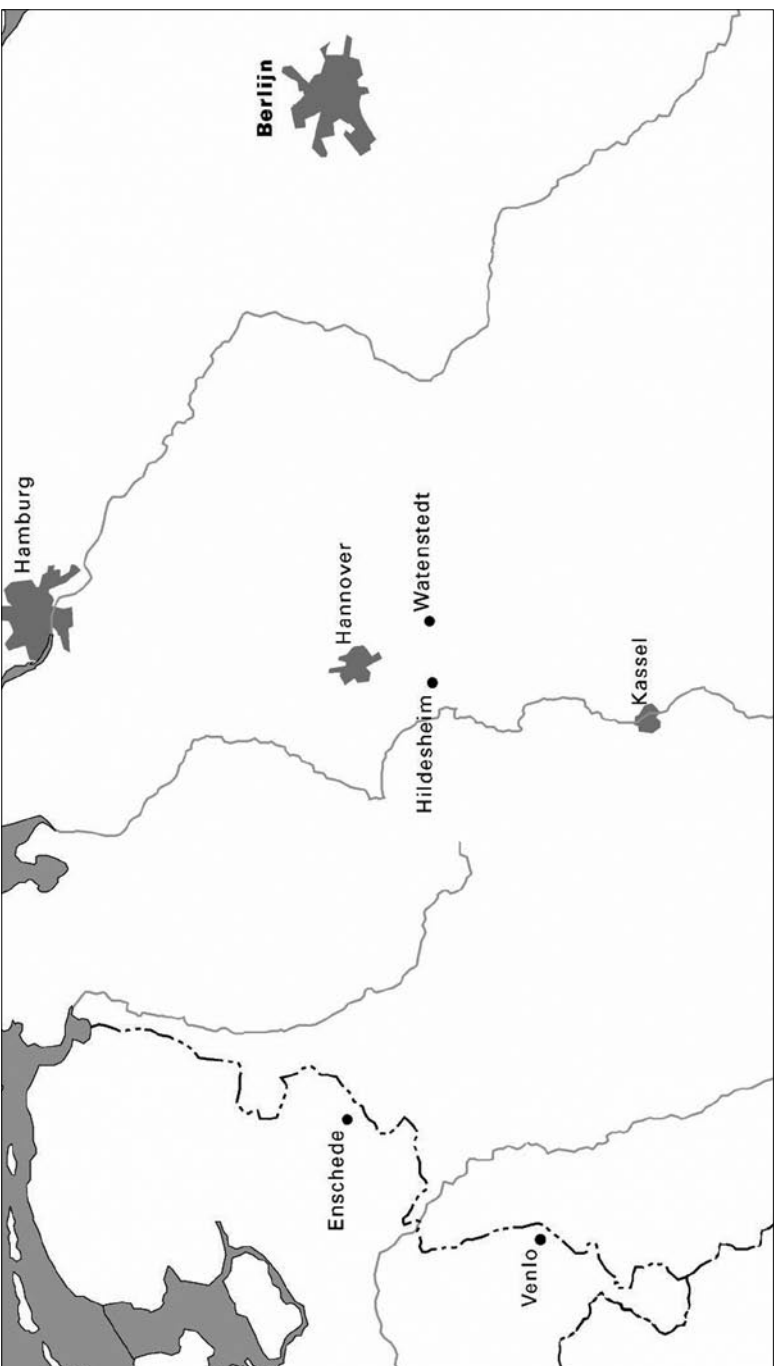 Hamburg
Berlijn
Hannover
Watenstedt
Hildesheim
Kassel
Enschede
Venlo